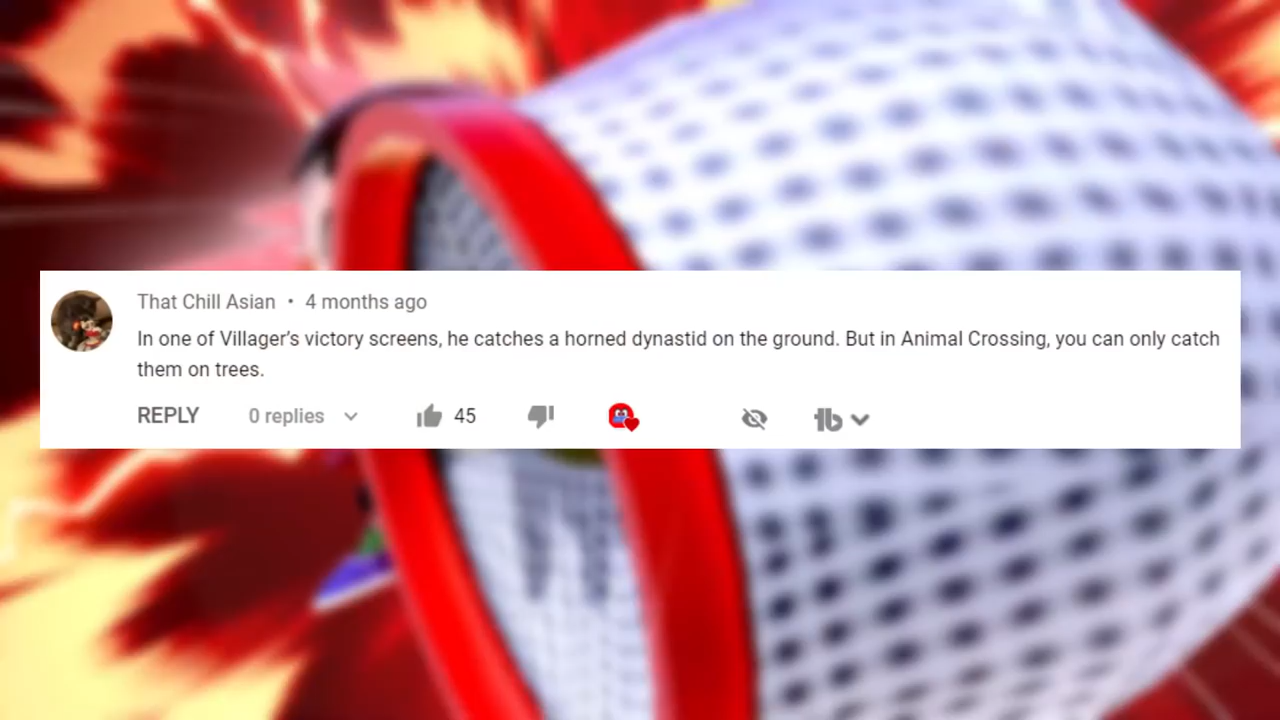 That Chill Asian • 4 months ago
In one of Villager's victory screens, he catches a horned dynastid on the ground. But in Animal Crossing, you can only catch
them on trees.
REPLY 0 replies 45